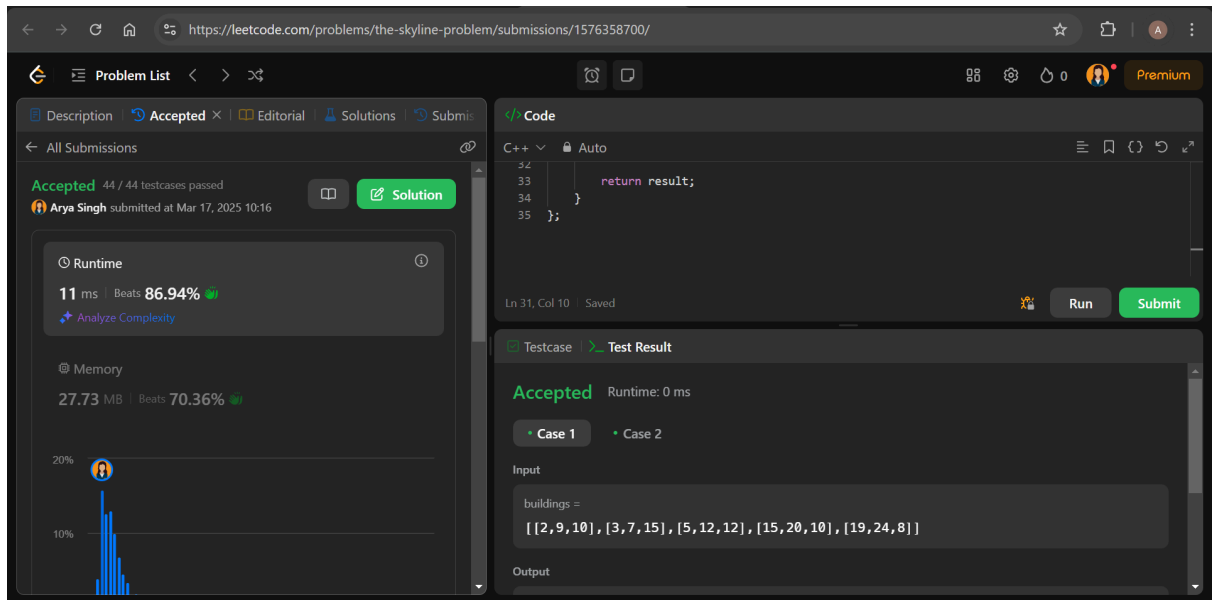 https://leetcode.com/problems/the-skyline-problem/submissions/1576358700/
A
Problem List
0
Premium
Description
Accepted
Editorial
Solutions
Submis
All Submissions
Accepted 44 / 44 testcases passed
Arya Singh submitted at Mar 17, 2025 10:16
Solution
Runtime
11 ms Beats 86.94%
Analyze Complexity
Memory
27.73 MB Beats 70.36%
20%
10%
</> Code
C++
Auto
32
33 return result;
34 }
35 };
Ln 31, Col 10 Saved
Run
Submit
Testcase
>_ Test Result
Accepted Runtime: 0 ms
• Case 1
• Case 2
Input
buildings =
[[2,9,10],[3,7,15],[5,12,12],[15,20,10],[19,24,8]]
Output